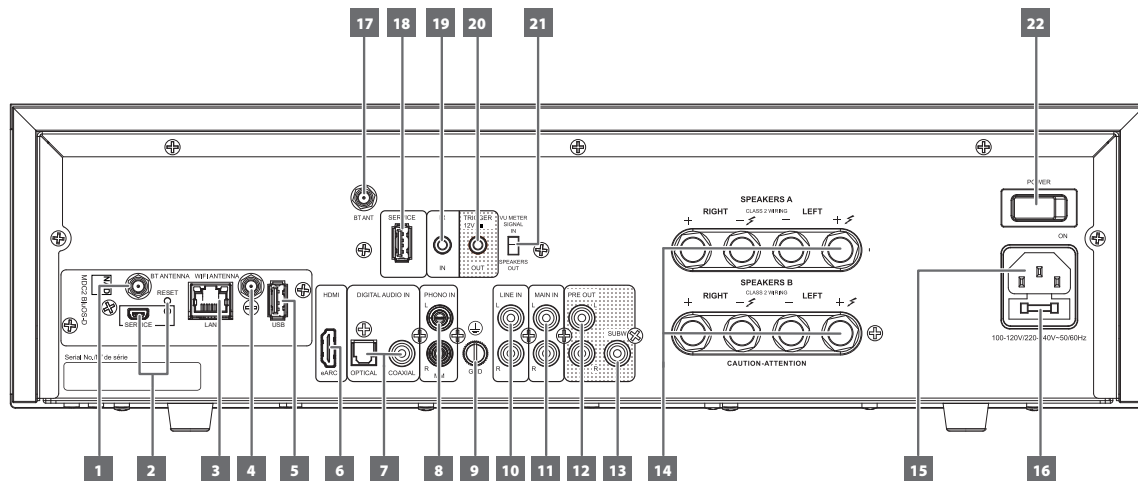 17 18 19 20 21 22
POWER
ON
BT ANT
SERVICE
IN
TRIGGER
12V
OUT
VU METER
SIGNAL
IN
SPEAKERS
OUT
SPEAKERS A
RIGHT CLASS 2 WIRING LEFT
+ − − +
SPEAKERS B
RIGHT CLASS 2 WIRING LEFT
+ − − +
CAUTION-ATTENTION
100-120V/220- 40V~50/60Hz
MDC2 BLUOS-D
BT ANTENNA WIFI ANTENNA
RESET
SERVICE
LAN
USB
Serial No./N° de série
HDMI
eARC
DIGITAL AUDIO IN
OPTICAL COAXIAL
PHONO IN
L
R
MM
GND
LINE IN
L
R
MAIN IN
L
R
PRE OUT
L
R
SUBW
1 2 3 4 5 6 7 8 9 10 11 12 13 14 15 16